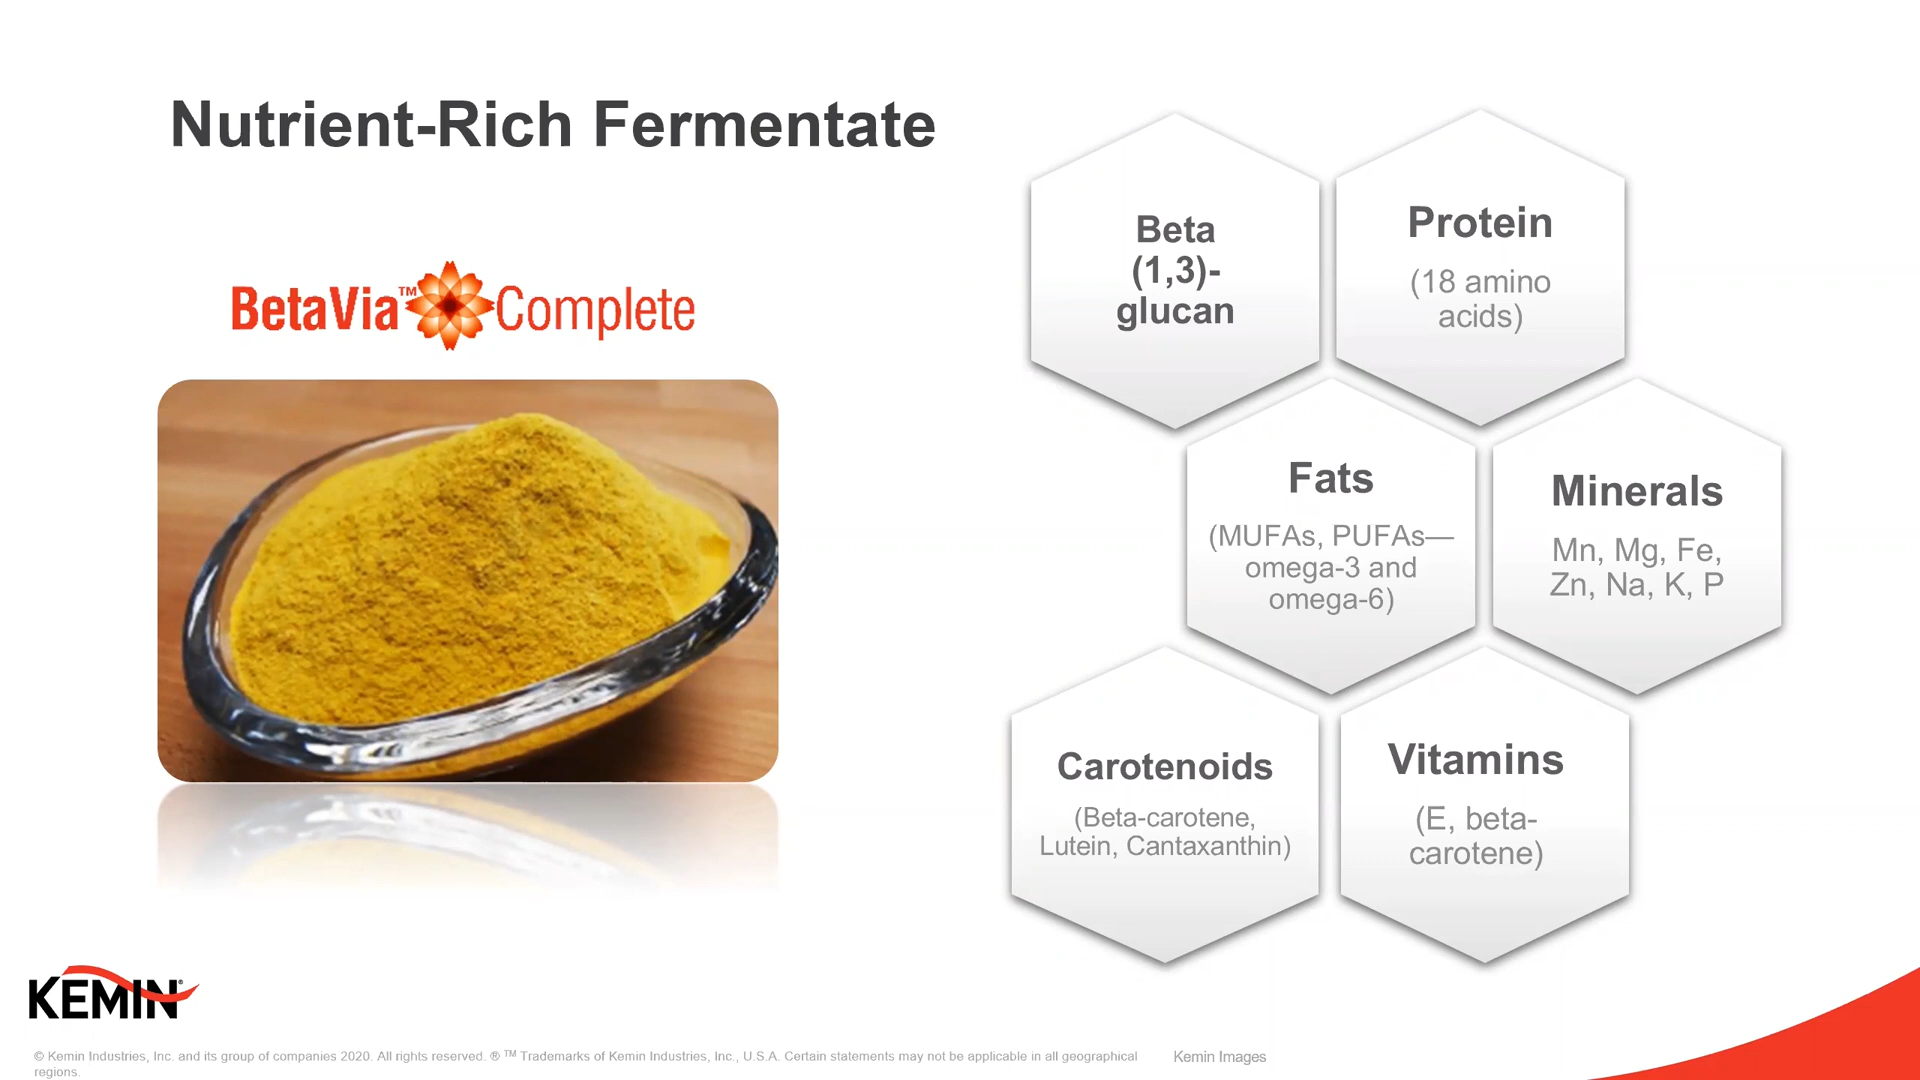 Nutrient-Rich Fermentate
BetaVia™ Complete
Beta
(1,3)-
glucan
Protein
(18 amino
acids)
Fats
(MUFAs, PUFAs—
omega-3 and
omega-6)
Minerals
Mn, Mg, Fe,
Zn, Na, K, P
Carotenoids
(Beta-carotene,
Lutein, Cantaxanthin)
Vitamins
(E, beta-
carotene)
KEMIN®
© Kemin Industries, Inc. and its group of companies 2020. All rights reserved. ® ™ Trademarks of Kemin Industries, Inc., U.S.A. Certain statements may not be applicable in all geographical
regions.
Kemin Images